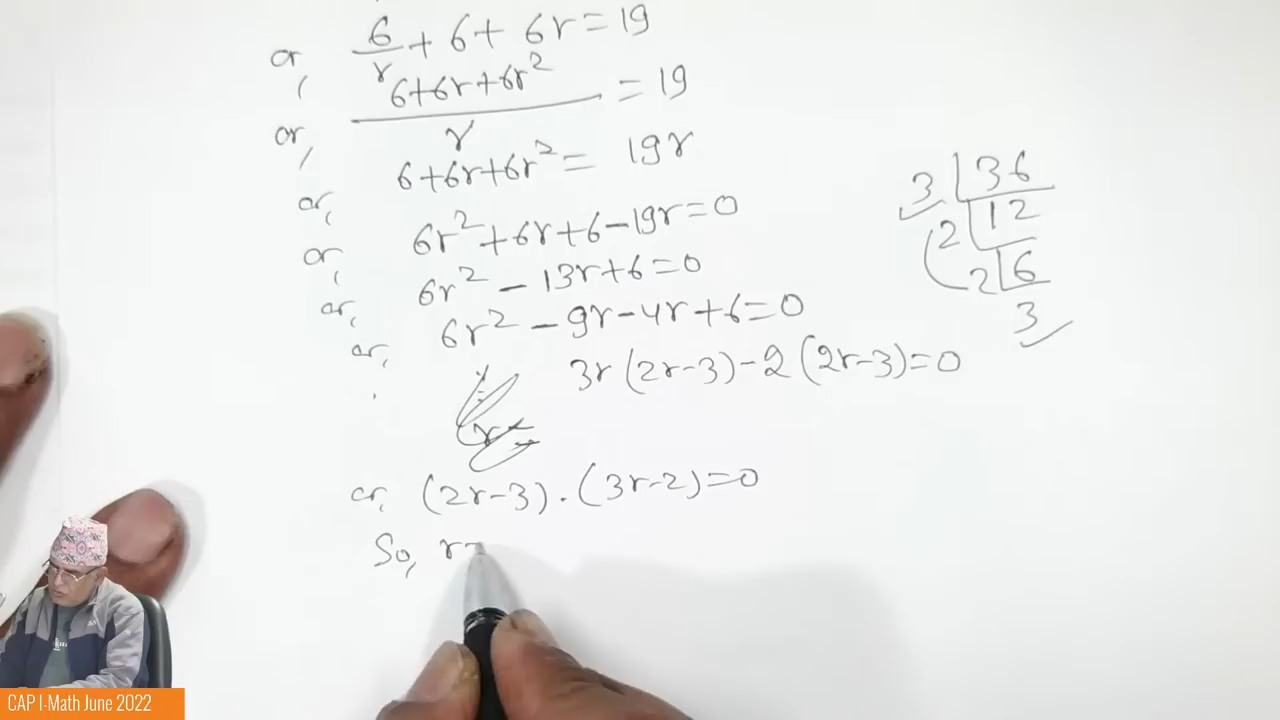 or, 6/r + 6 + 6r = 19
or, (6+6r+6r²)/r = 19
or, 6+6r+6r² = 19r
or, 6r²+6r+6-19r=0
or, 6r² - 13r+6=0
or, 6r² - 9r-4r+6=0
3r(2r-3)-2(2r-3)=0
or, (2r-3).(3r-2)=0
So, r=
3 | 36
2 | 12
2 | 6
3
CAP I-Math June 2022